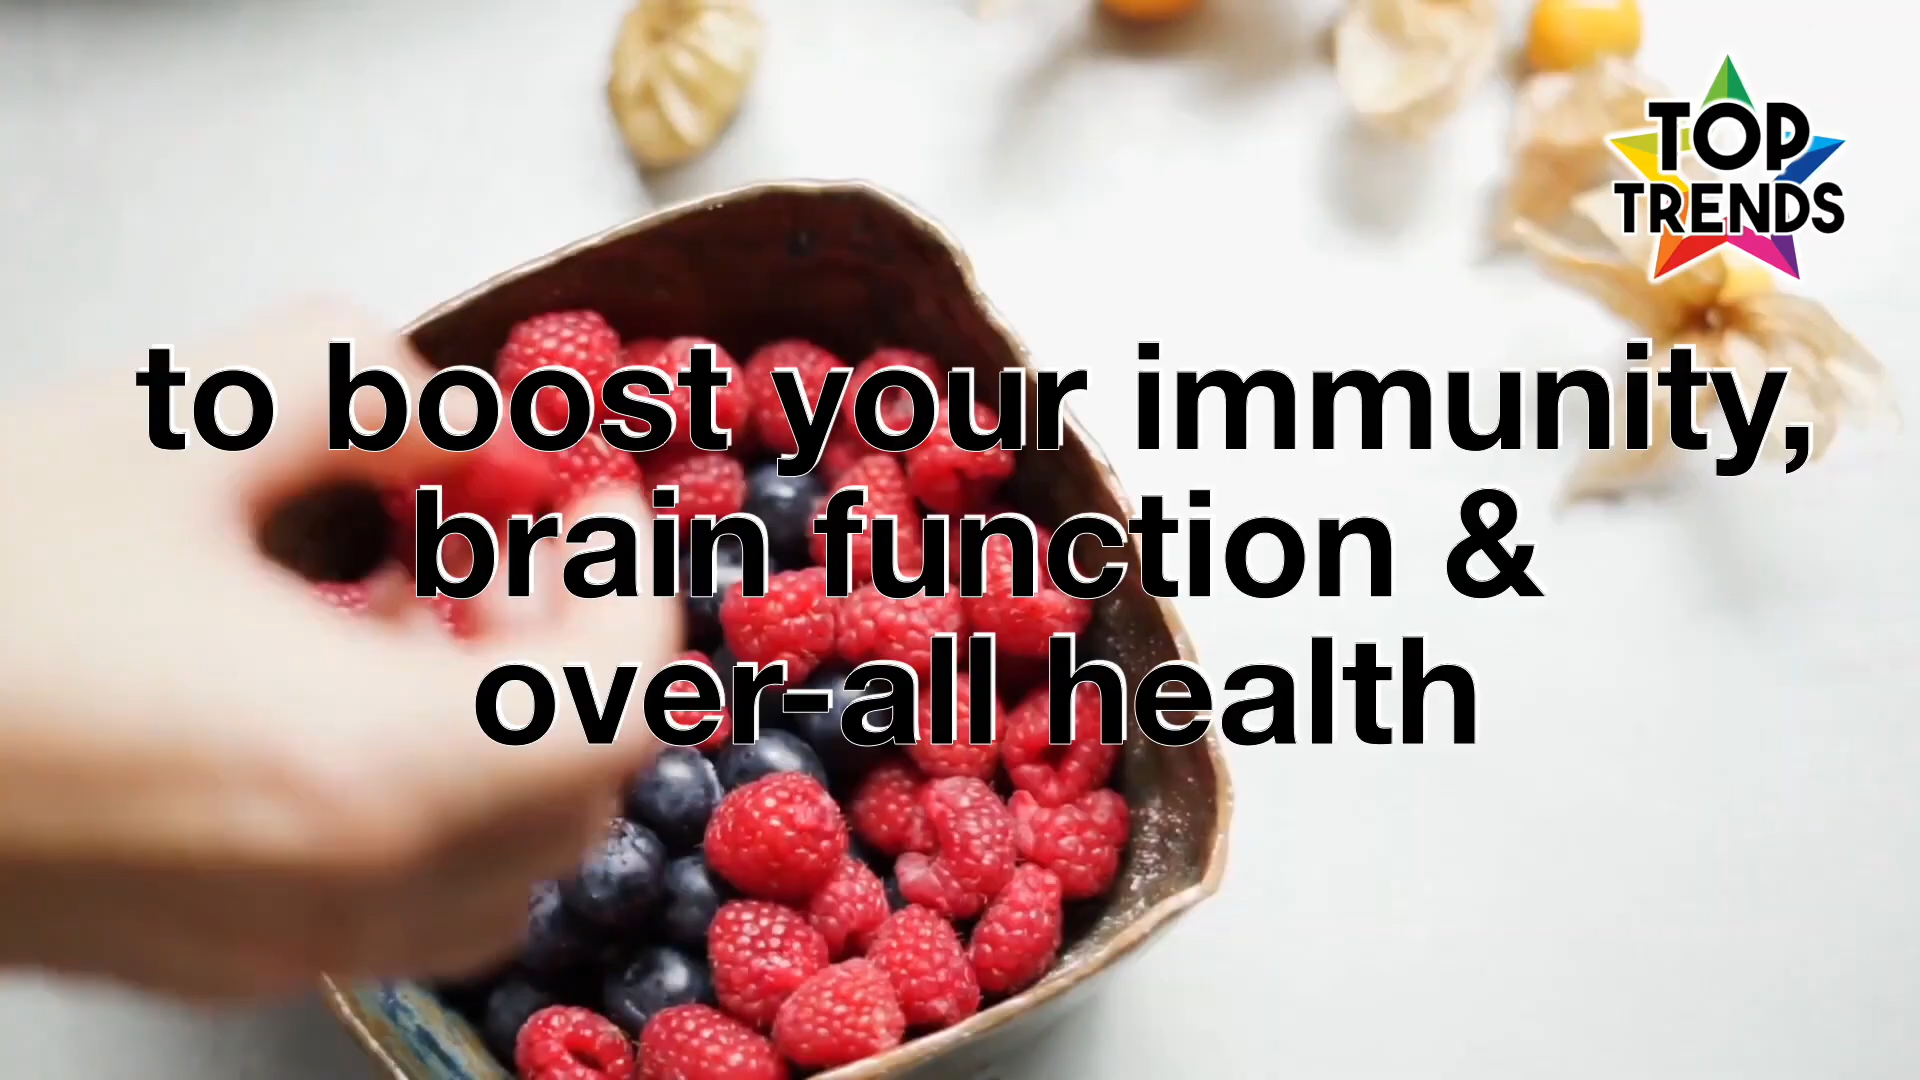 TOP
TRENDS
to boost your immunity,
brain function &
over-all health